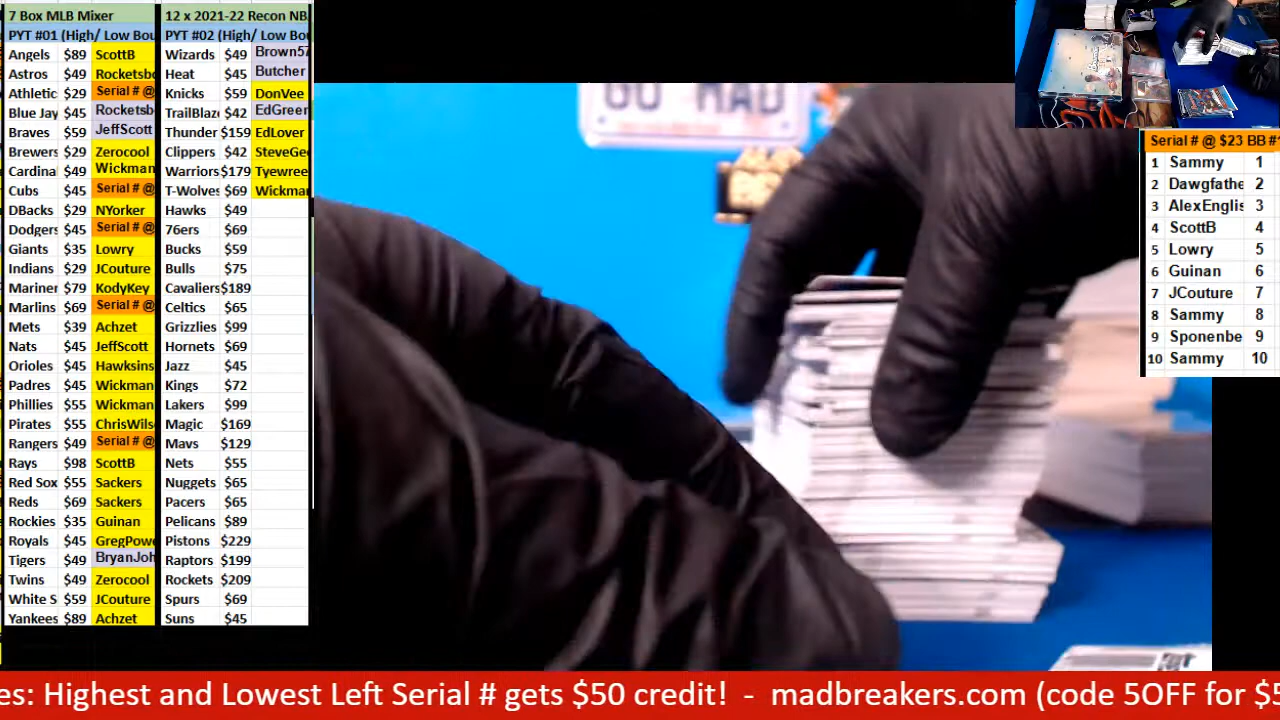 7 Box MLB Mixer
PYT #01 (High/ Low Bou
Angels $89 ScottB
Astros $49 Rocketsbo
Athletic $29 Serial # @
Blue Jay $45 Rocketsb
Braves $59 JeffScott
Brewers $29 Zerocool
Cardina $49 Wickman
Cubs $45 Serial # @
DBacks $29 NYorker
Dodgers $45 Serial # @
Giants $35 Lowry
Indians $29 JCouture
Mariner $79 KodyKey
Marlins $69 Serial # @
Mets $39 Achzet
Nats $45 JeffScott
Orioles $45 Hawksins
Padres $45 Wickman
Phillies $55 Wickman
Pirates $55 ChrisWils
Rangers $49 Serial # @
Rays $98 ScottB
Red Sox $55 Sackers
Reds $69 Sackers
Rockies $35 Guinan
Royals $45 GregPow
Tigers $49 BryanJoh
Twins $49 Zerocool
White S $59 JCouture
Yankees $89 Achzet
12 x 2021-22 Recon NB
PYT #02 (High/ Low Bou
Wizards $49 Brown57
Heat $45 Butcher
Knicks $59 DonVee
TrailBlaz $42 EdGreer
Thunder $159 EdLover
Clippers $42 SteveGe
Warriors $179 Tyewree
T-Wolves $69 Wickmar
Hawks $49
76ers $69
Bucks $59
Bulls $75
Cavaliers $189
Celtics $65
Grizzlies $99
Hornets $69
Jazz $45
Kings $72
Lakers $99
Magic $169
Mavs $129
Nets $55
Nuggets $65
Pacers $65
Pelicans $89
Pistons $229
Raptors $199
Rockets $209
Spurs $69
Suns $45
GO MAD
Serial # @ $23 BB #
1 Sammy 1
2 Dawgfathe 2
3 AlexEnglis 3
4 ScottB 4
5 Lowry 5
6 Guinan 6
7 JCouture 7
8 Sammy 8
9 Sponenbe 9
10 Sammy 10
es: Highest and Lowest Left Serial # gets $50 credit! - madbreakers.com (code 5OFF for $5